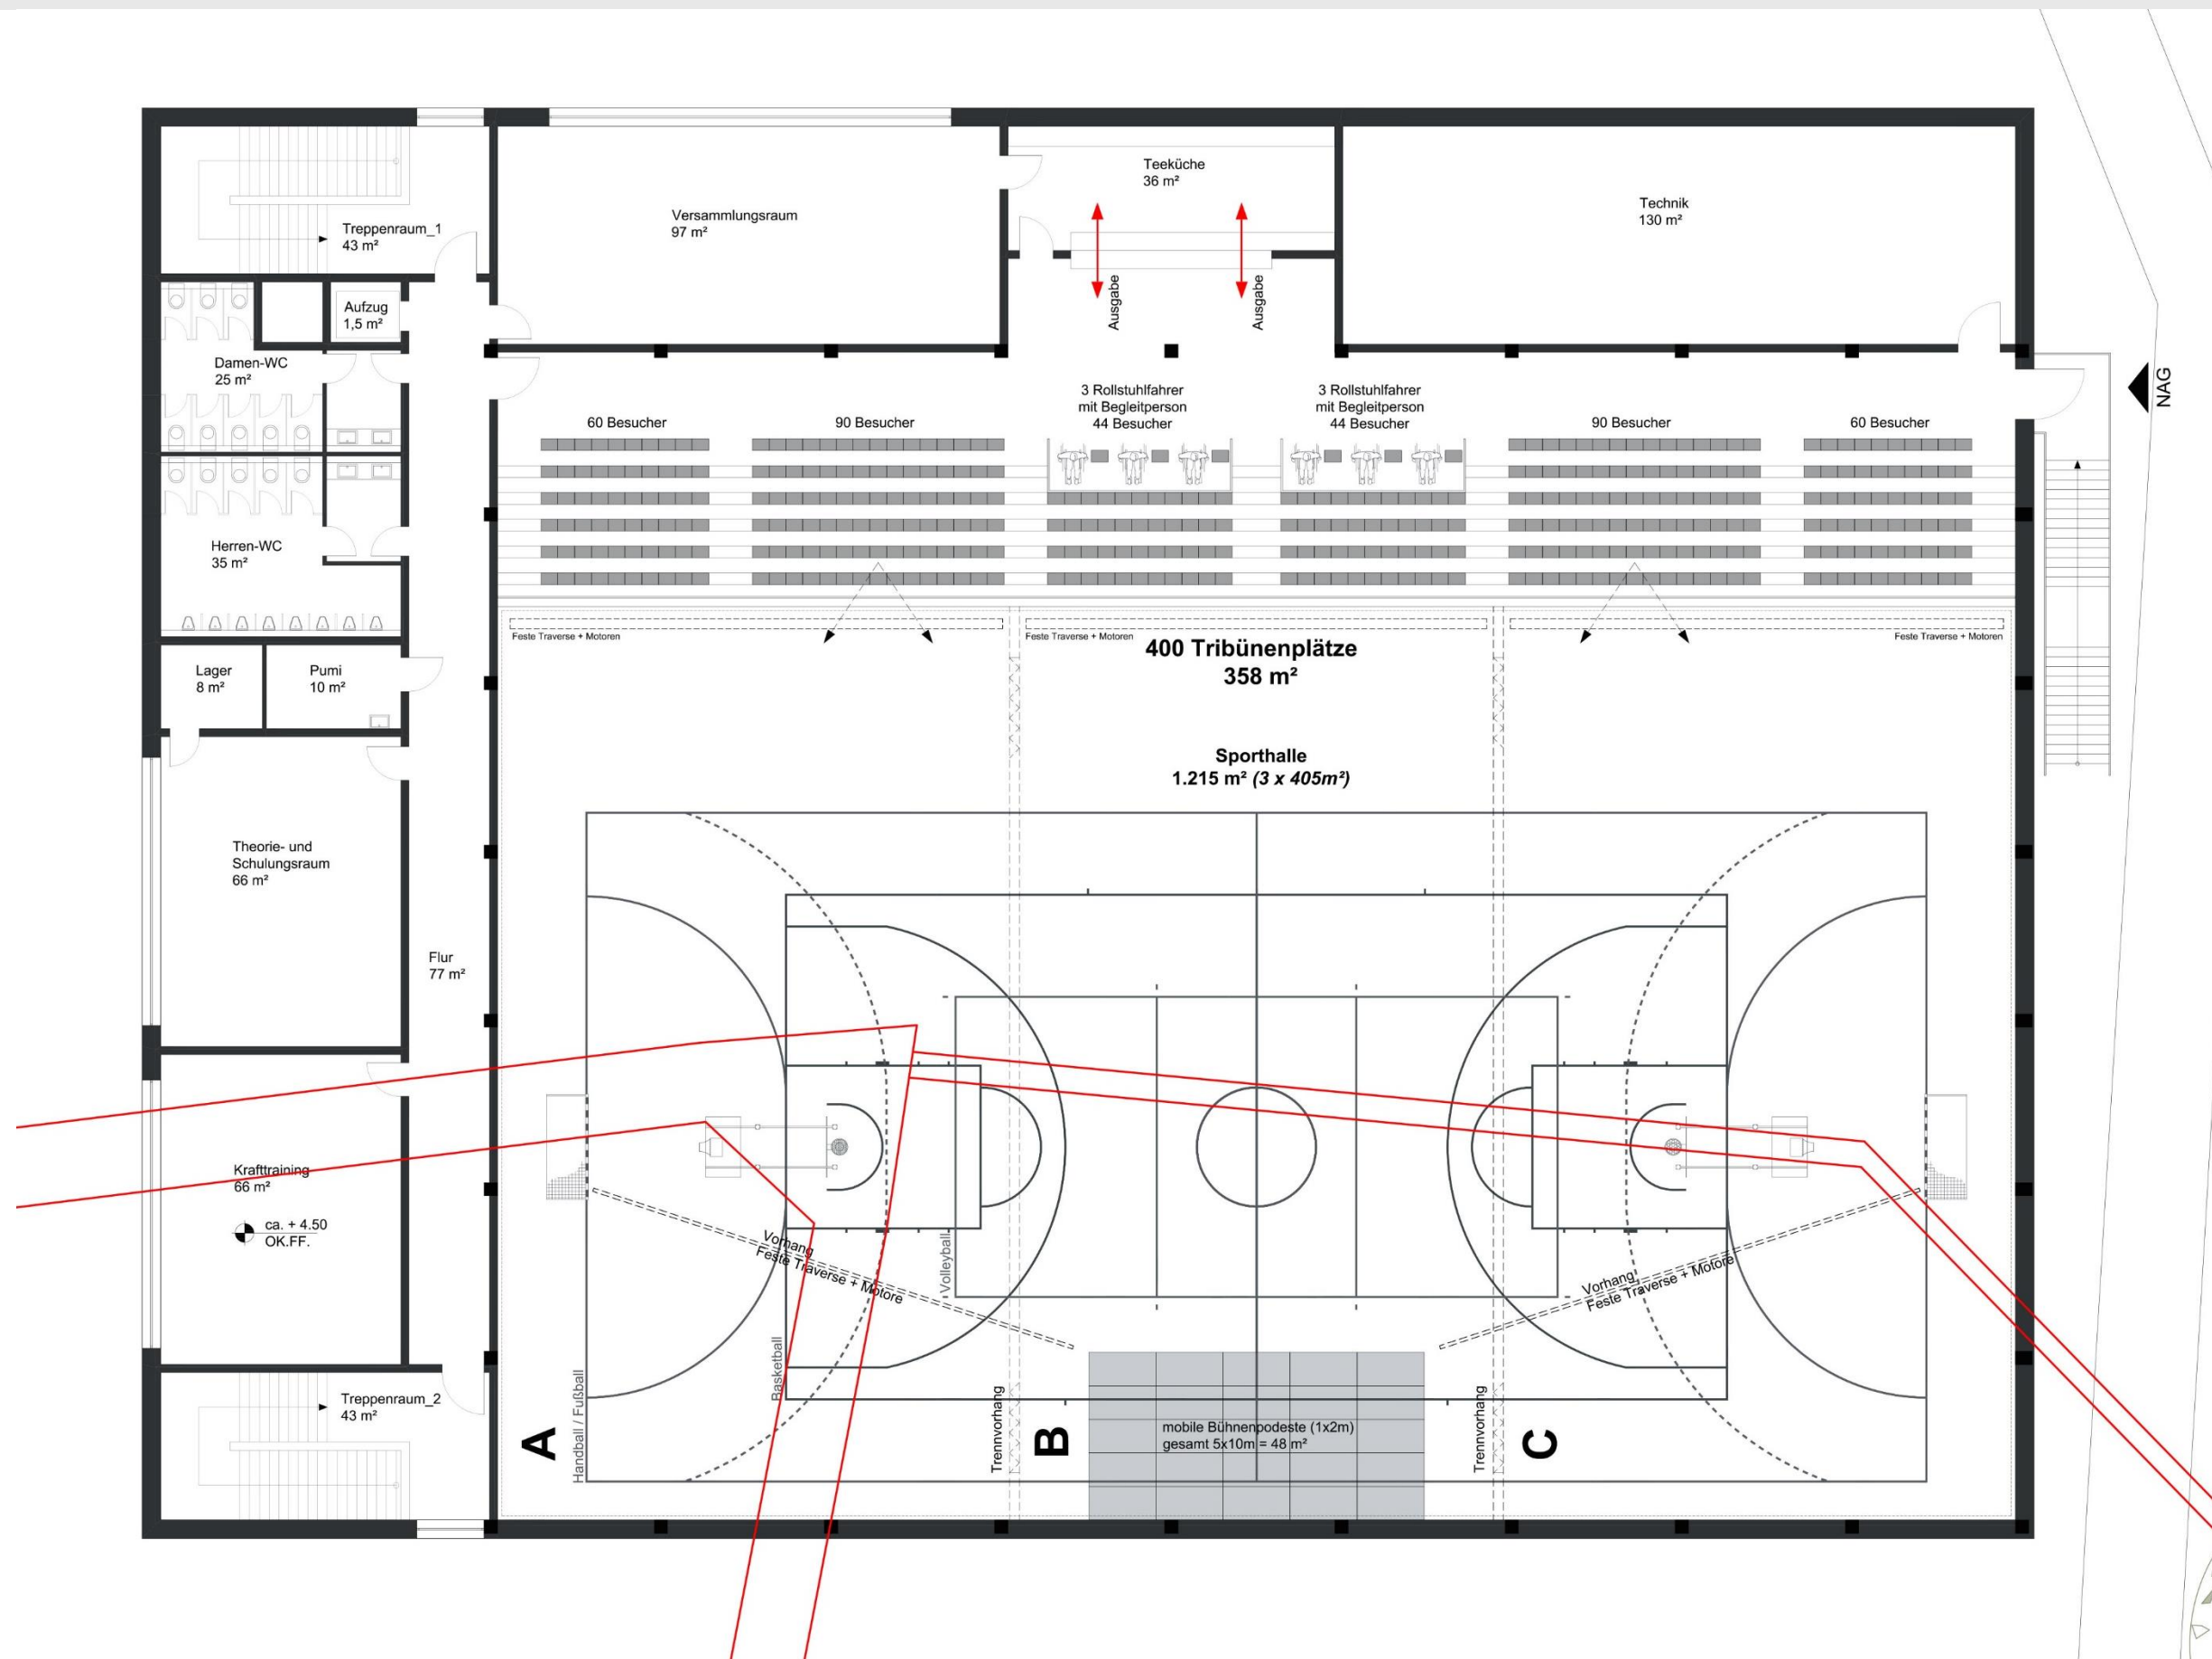 Teeküche
36 m²
Technik
130 m²
Versammlungsraum
97 m²
Treppenraum_1
43 m²
Ausgabe
Ausgabe
Aufzug
1,5 m²
Damen-WC
25 m²
NAG
3 Rollstuhlfahrer
mit Begleitperson
44 Besucher
3 Rollstuhlfahrer
mit Begleitperson
44 Besucher
60 Besucher
90 Besucher
90 Besucher
60 Besucher
Herren-WC
35 m²
Feste Traverse + Motoren
Feste Traverse + Motoren
Feste Traverse + Motoren
400 Tribünenplätze
358 m²
Lager
8 m²
Pumi
10 m²
Sporthalle
1.215 m² (3 x 405m²)
Theorie- und
Schulungsraum
66 m²
Flur
77 m²
Krafttraining
66 m²
ca. + 4.50
OK.FF.
Vorhang
Feste Traverse + Motore
Volleyball
Vorhang
Feste Traverse + Motore
Basketball
Handball / Fußball
Treppenraum_2
43 m²
A
Trennvorhang
B
mobile Bühnenpodeste (1x2m)
gesamt 5x10m = 48 m²
Trennvorhang
C